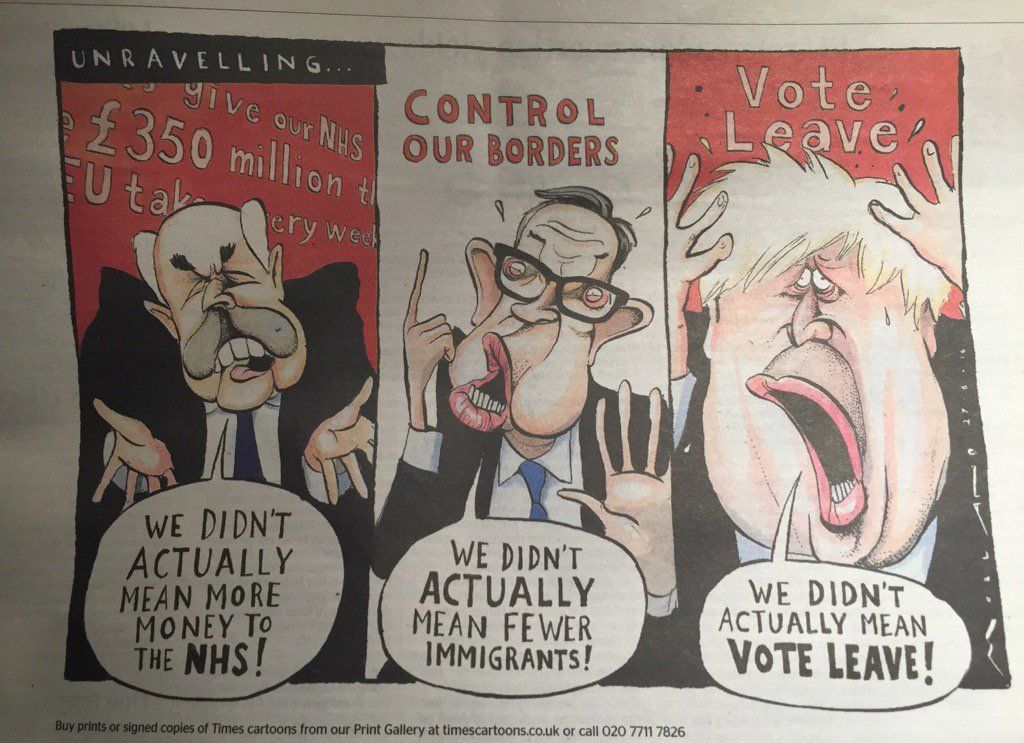 UNRAVELLING...
give our NHS
£350 million
EU
week
WE DIDN'T
ACTUALLY
MEAN MORE
MONEY TO
THE NHS!
CONTROL
OUR BORDERS
WE DIDN'T
ACTUALLY
MEAN FEWER
IMMIGRANTS!
Vote
Leave
WE DIDN'T
ACTUALLY MEAN
VOTE LEAVE!
Buy prints or signed copies of Times cartoons from our Print Gallery at timescartoons.co.uk or call 020 7711 7826